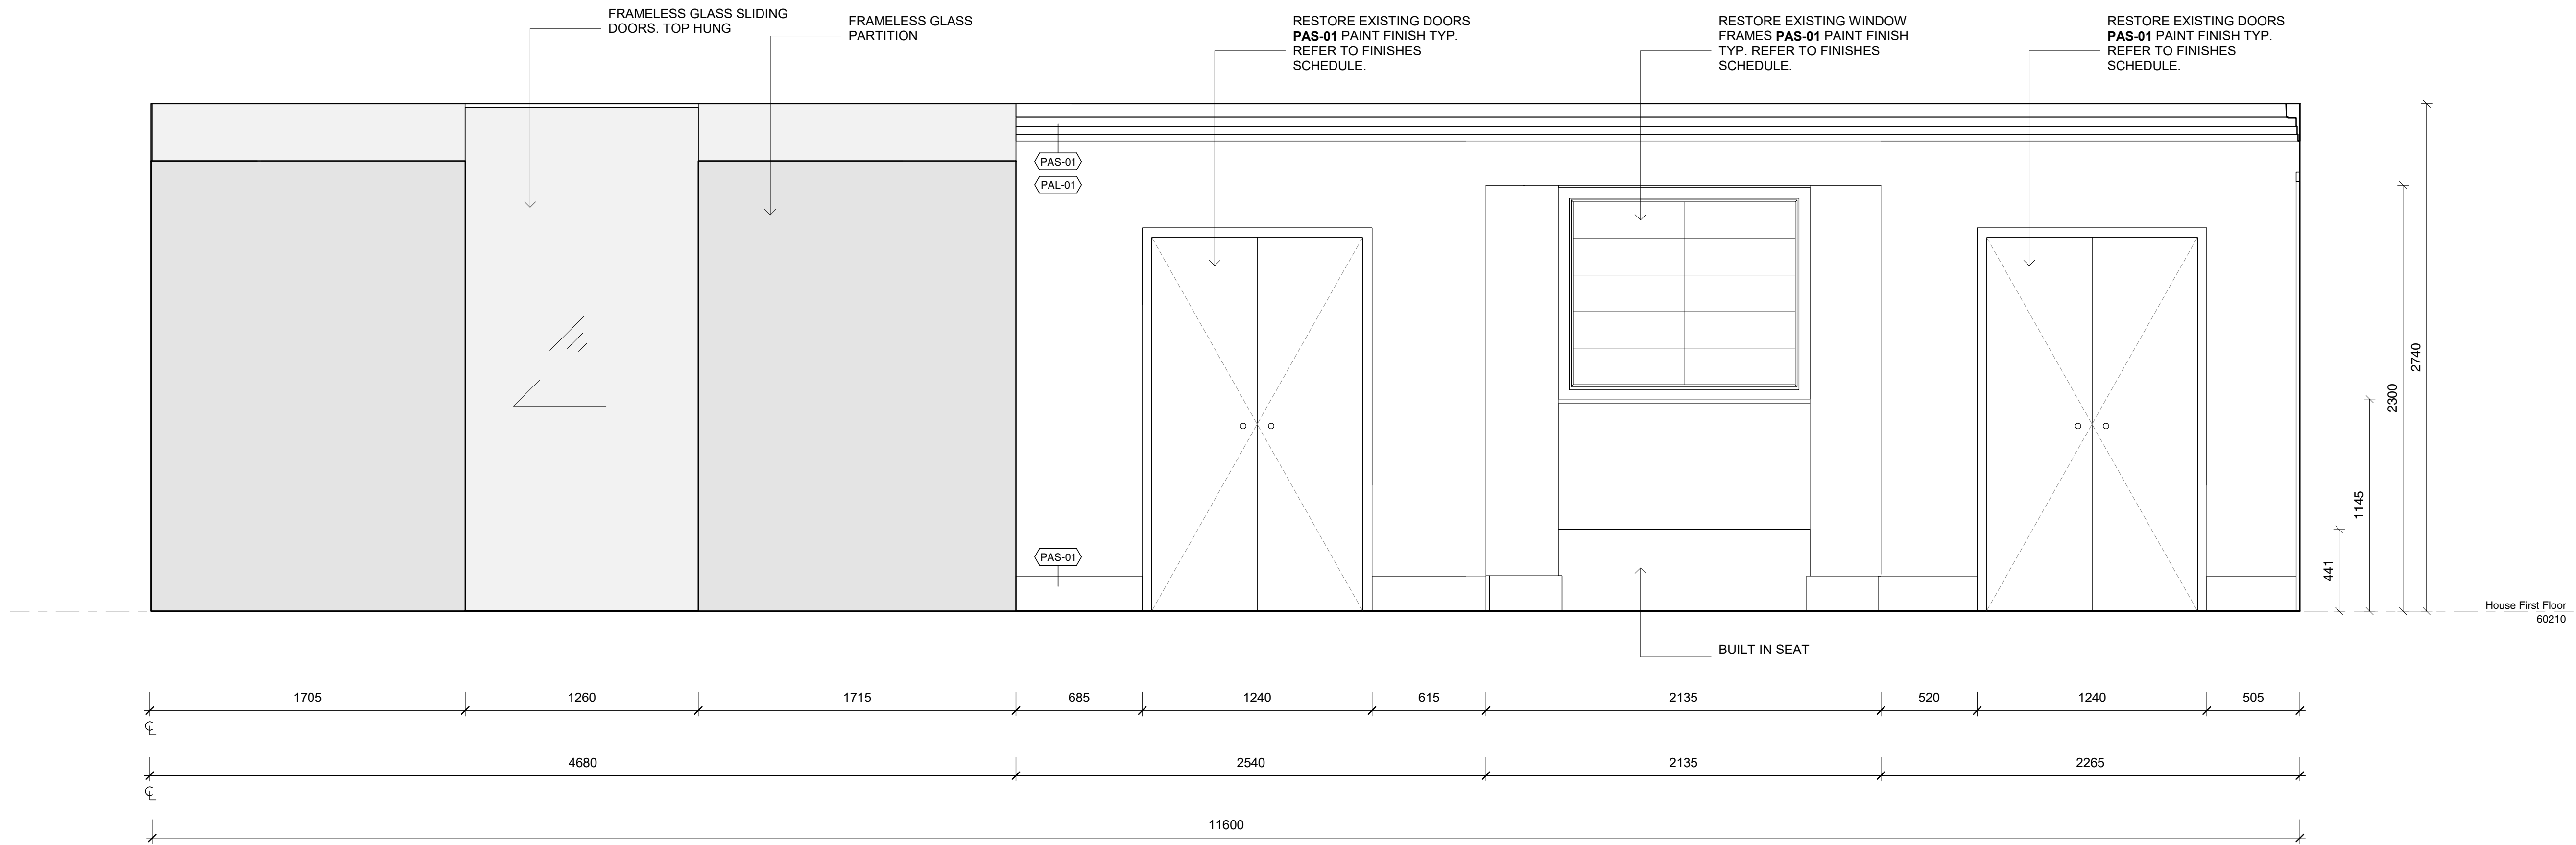 FRAMELESS GLASS SLIDING
DOORS. TOP HUNG
FRAMELESS GLASS
PARTITION
RESTORE EXISTING DOORS
PAS-01 PAINT FINISH TYP.
REFER TO FINISHES
SCHEDULE.
RESTORE EXISTING WINDOW
FRAMES PAS-01 PAINT FINISH
TYP. REFER TO FINISHES
SCHEDULE.
RESTORE EXISTING DOORS
PAS-01 PAINT FINISH TYP.
REFER TO FINISHES
SCHEDULE.
PAS-01
PAL-01
PAS-01
2740
2300
1145
441
House First Floor
60210
BUILT IN SEAT
1705 1260 1715 685 1240 615 2135 520 1240 505
℄
4680 2540 2135 2265
℄
11600